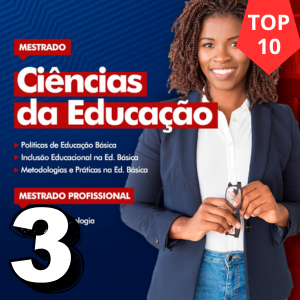 TOP
10
MESTRADO
Ciências
da Educação
Políticas de Educação Básica
Inclusão Educacional na Ed. Básica
Metodologias e Práticas na Ed. Básica
MESTRADO PROFISSIONAL
3